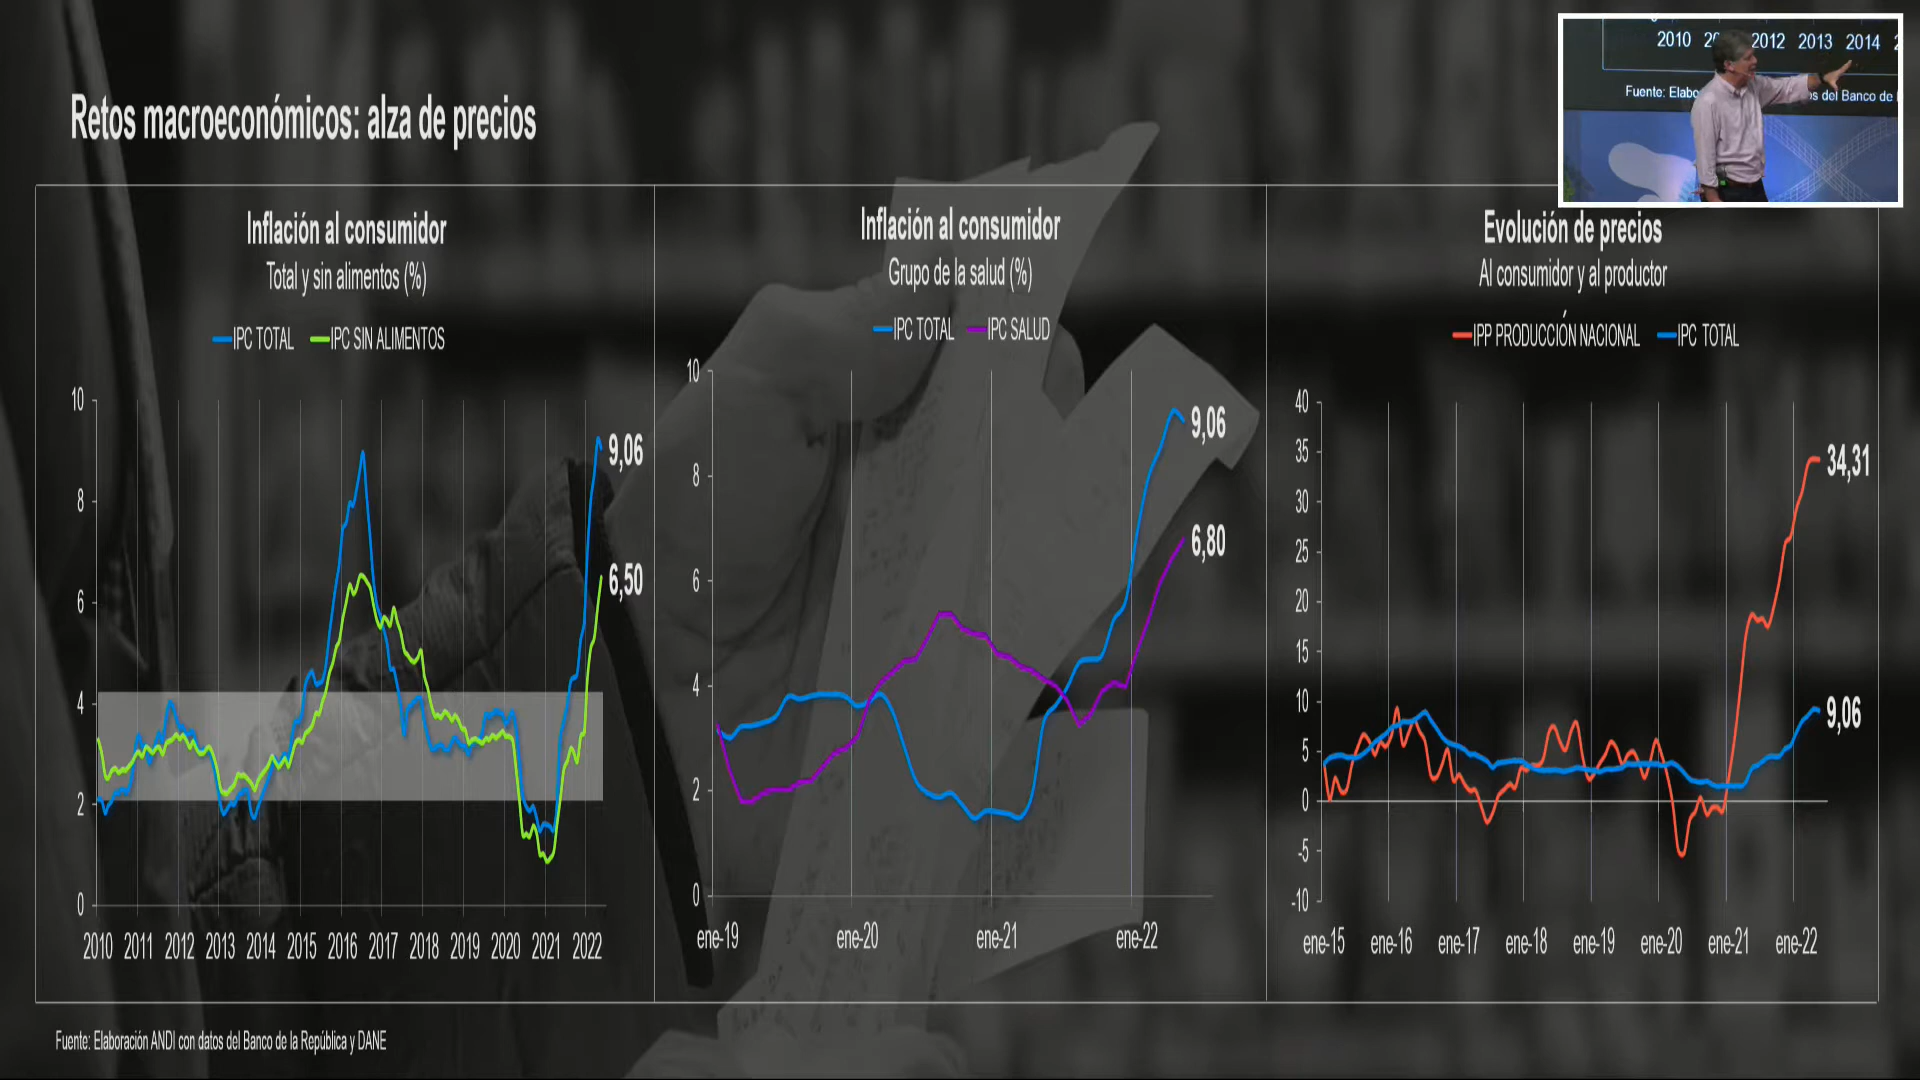 2010 2012 2013 2014
Fuente: del Banco de
Retos macroeconómicos: alza de precios
Inflación al consumidor
Total y sin alimentos (%)
IPC TOTAL IPC SIN ALIMENTOS
10
8
6
4
2
0
9,06
6,50
2010 2011 2012 2013 2014 2015 2016 2017 2018 2019 2020 2021 2022
Inflación al consumidor
Grupo de la salud (%)
IPC TOTAL IPC SALUD
10
8
6
4
2
0
9,06
6,80
ene-19 ene-20 ene-21 ene-22
Evolución de precios
Al consumidor y al productor
IPP PRODUCCIÓN NACIONAL IPC TOTAL
40
35
30
25
20
15
10
5
0
-5
-10
34,31
9,06
ene-15 ene-16 ene-17 ene-18 ene-19 ene-20 ene-21 ene-22
Fuente: Elaboración ANDI con datos del Banco de la República y DANE